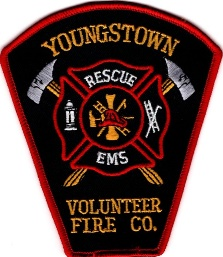 YOUNGSTOWN
RESCUE
EMS
VOLUNTEER
FIRE CO.